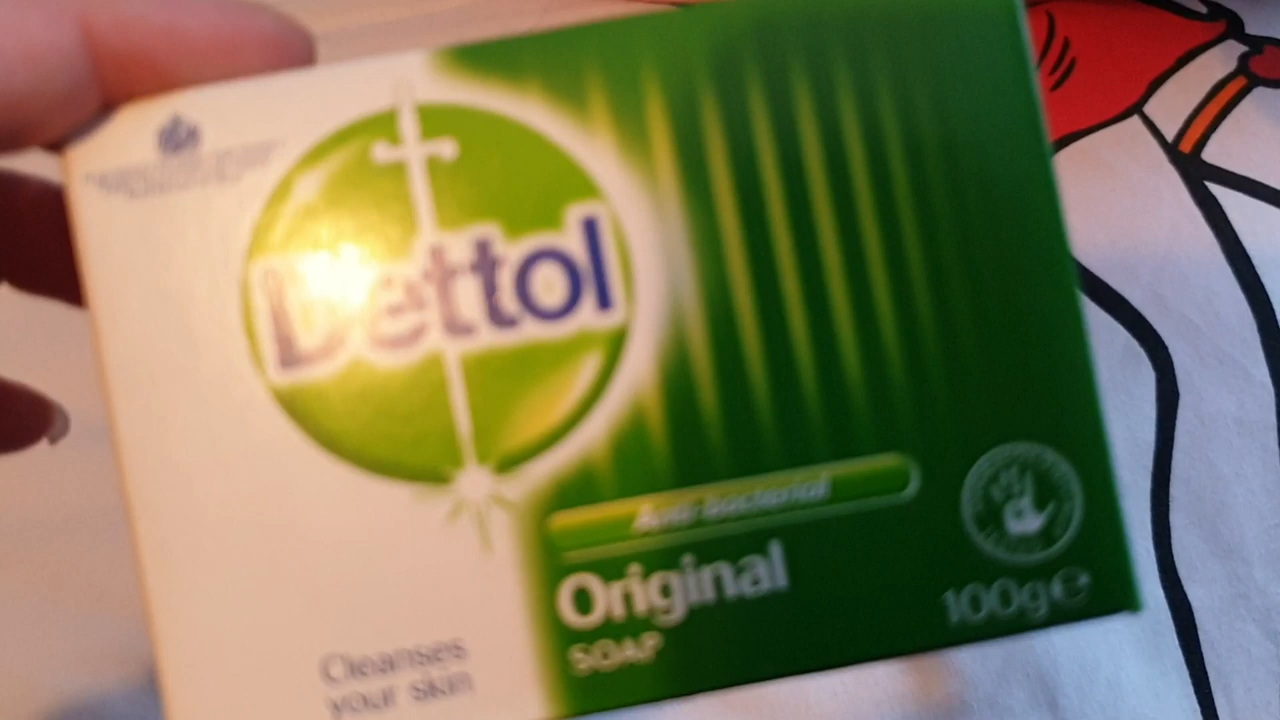 Dettol
Anti-bacterial
Original
SOAP
100g℮
Cleanses
your skin